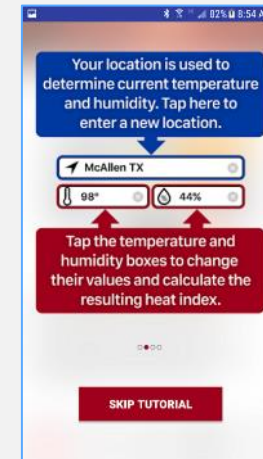 82% 8:54 A
Your location is used to
determine current temperature
and humidity. Tap here to
enter a new location.
McAllen TX
98° 44%
Tap the temperature and
humidity boxes to change
their values and calculate the
resulting heat index.
SKIP TUTORIAL